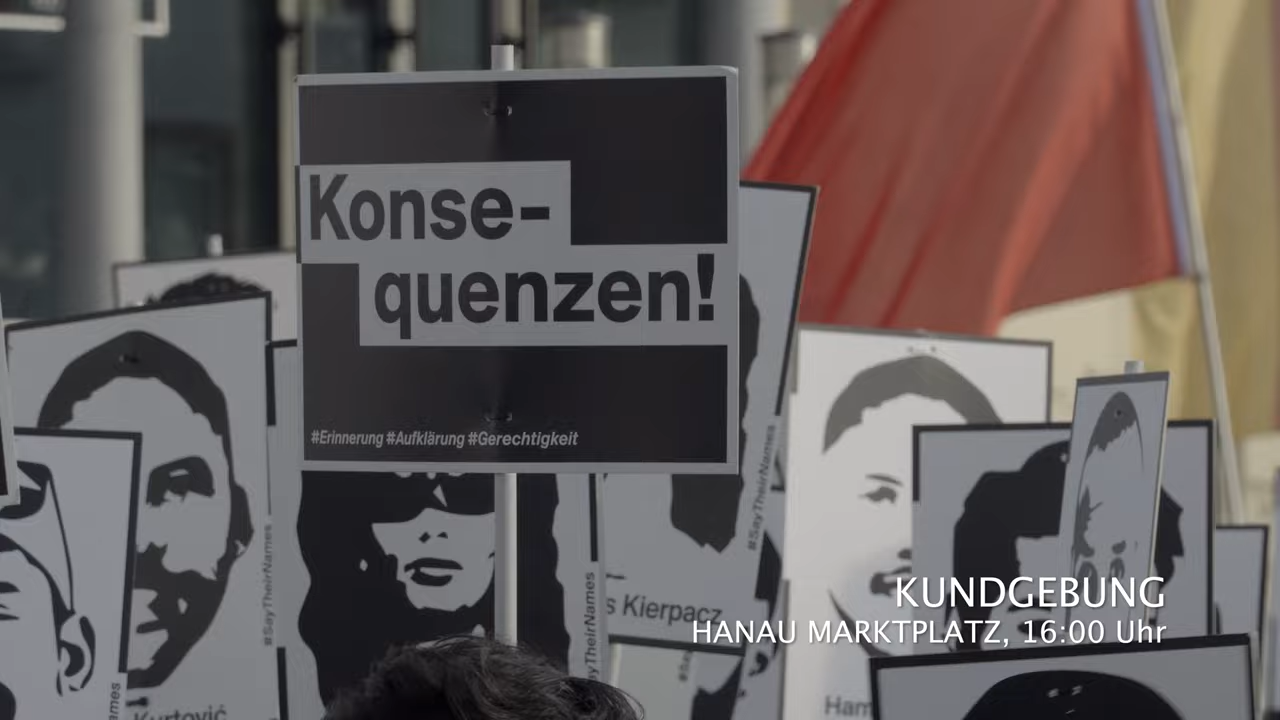 Konse-
quenzen!
#Erinnerung #Aufklärung #Gerechtigkeit
#SayTheirNames
#SayTheirNames
Kierpacz
KUNDGEBUNG
HANAU MARKTPLATZ, 16:00 Uhr
Kurtović